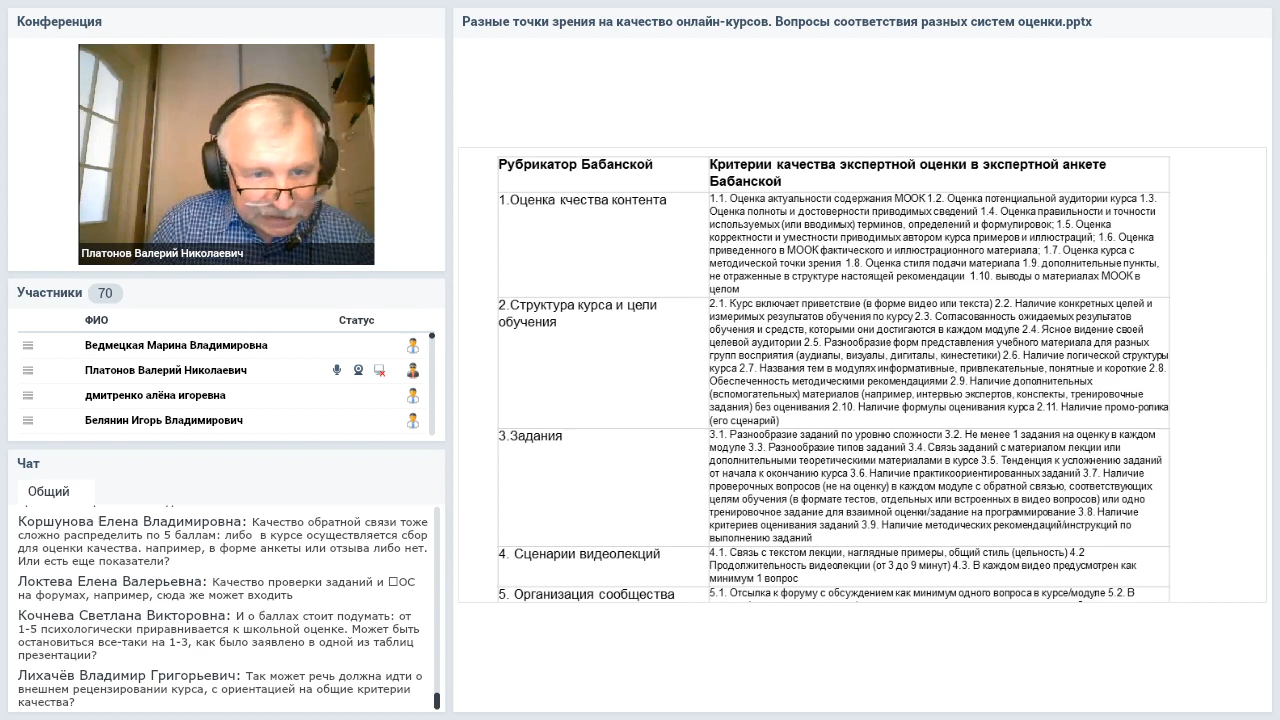 Конференция
Платонов Валерий Николаевич
Участники 70
ФИО Статус
Ведмецкая Марина Владимировна
Платонов Валерий Николаевич
дмитренко алёна игоревна
Белянин Игорь Владимирович
Чат
Общий
Коршунова Елена Владимировна: Качество обратной связи тоже
сложно распределить по 5 баллам: либо в курсе осуществляется сбор
для оценки качества. например, в форме анкеты или отзыва либо нет.
Или есть еще показатели?
Локтева Елена Валерьевна: Качество проверки заданий и ОС
на форумах, например, сюда же может входить
Кочнева Светлана Викторовна: И о баллах стоит подумать: от
1-5 психологически приравнивается к школьной оценке. Может быть
остановиться все-таки на 1-3, как было заявлено в одной из таблиц
презентации?
Лихачёв Владимир Григорьевич: Так может речь должна идти о
внешнем рецензировании курса, с ориентацией на общие критерии
качества?
Разные точки зрения на качество онлайн-курсов. Вопросы соответствия разных систем оценки.pptx
Рубрикатор Бабанской
Критерии качества экспертной оценки в экспертной анкете
Бабанской
1.Оценка кчества контента
1.1. Оценка актуальности содержания МООК 1.2. Оценка потенциальной аудитории курса 1.3.
Оценка полноты и достоверности приводимых сведений 1.4. Оценка правильности и точности
используемых (или вводимых) терминов, определений и формулировок; 1.5. Оценка
корректности и уместности приводимых автором курса примеров и иллюстраций; 1.6. Оценка
приведенного в МООК фактического и иллюстрационного материала; 1.7. Оценка курса с
методической точки зрения 1.8. Оценка стиля подачи материала 1.9. дополнительные пункты,
не отраженные в структуре настоящей рекомендации 1.10. выводы о материалах МООК в
целом
2.Структура курса и цели
обучения
2.1. Курс включает приветствие (в форме видео или текста) 2.2. Наличие конкретных целей и
измеримых результатов обучения по курсу 2.3. Согласованность ожидаемых результатов
обучения и средств, которыми они достигаются в каждом модуле 2.4. Ясное видение своей
целевой аудитории 2.5. Разнообразие форм представления учебного материала для разных
групп восприятия (аудиалы, визуалы, дигиталы, кинестетики) 2.6. Наличие логической структуры
курса 2.7. Названия тем в модулях информативные, привлекательные, понятные и короткие 2.8.
Обеспеченность методическими рекомендациями 2.9. Наличие дополнительных
(вспомогательных) материалов (например, интервью экспертов, конспекты, тренировочные
задания) без оценивания 2.10. Наличие формулы оценивания курса 2.11. Наличие промо-ролика
(его сценарий)
3.Задания
3.1. Разнообразие заданий по уровню сложности 3.2. Не менее 1 задания на оценку в каждом
модуле 3.3. Разнообразие типов заданий 3.4. Связь заданий с материалом лекции или
дополнительными теоретическими материалами в курсе 3.5. Тенденция к усложнению заданий
от начала к окончанию курса 3.6. Наличие практикоориентированных заданий 3.7. Наличие
проверочных вопросов (не на оценку) в каждом модуле с обратной связью, соответствующих
целям обучения (в формате тестов, отдельных или встроенных в видео вопросов) или одно
тренировочное задание для взаимной оценки/задание на программирование 3.8. Наличие
критериев оценивания заданий 3.9. Наличие методических рекомендаций/инструкций по
выполнению заданий
4. Сценарии видеолекций
4.1. Связь с текстом лекции, наглядные примеры, общий стиль (цельность) 4.2
Продолжительность видеолекции (от 3 до 9 минут) 4.3. В каждом видео предусмотрен как
минимум 1 вопрос
5. Организация сообщества
5.1. Отсылка к форуму с обсуждением как минимум одного вопроса в курсе/модуле 5.2. В